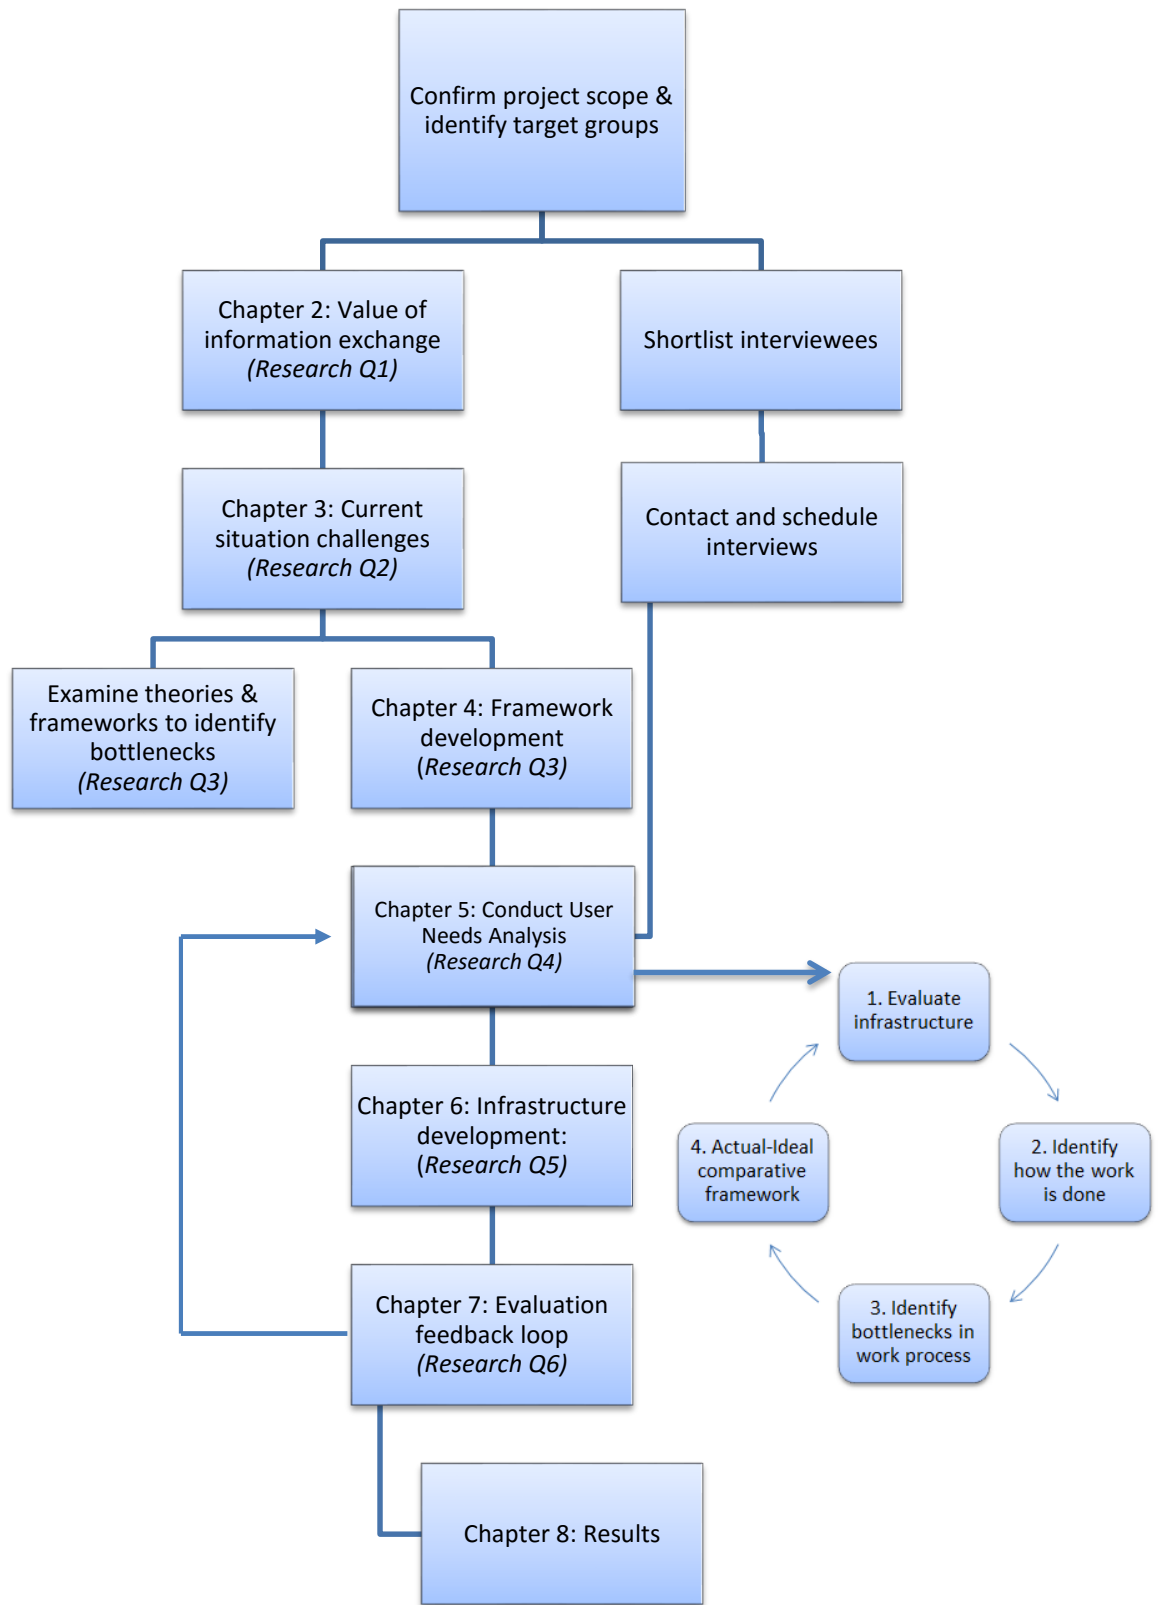 Confirm project scope &
identify target groups
Chapter 2: Value of
information exchange
(Research Q1)
Shortlist interviewees
Chapter 3: Current
situation challenges
(Research Q2)
Contact and schedule
interviews
Examine theories &
frameworks to identify
bottlenecks
(Research Q3)
Chapter 4: Framework
development
(Research Q3)
Chapter 5: Conduct User
Needs Analysis
(Research Q4)
1. Evaluate
infrastructure
2. Identify
how the work
is done
3. Identify
bottlenecks in
work process
4. Actual-Ideal
comparative
framework
Chapter 6: Infrastructure
development:
(Research Q5)
Chapter 7: Evaluation
feedback loop
(Research Q6)
Chapter 8: Results